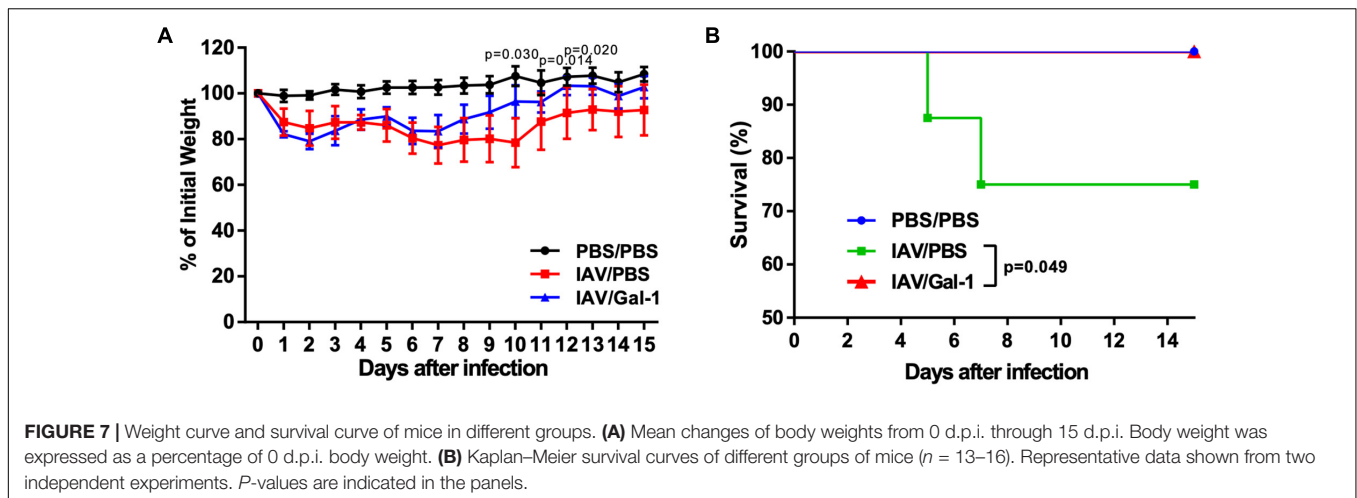 A
120
100
80
60
40
20
0
% of Initial Weight
p=0.030
p=0.014
p=0.020
PBS/PBS
IAV/PBS
IAV/Gal-1
0 1 2 3 4 5 6 7 8 9 10 11 12 13 14 15
Days after infection
B
100
90
80
70
60
50
Survival (%)
PBS/PBS
IAV/PBS
IAV/Gal-1
p=0.049
0 2 4 6 8 10 12 14
Days after infection
FIGURE 7 | Weight curve and survival curve of mice in different groups. (A) Mean changes of body weights from 0 d.p.i. through 15 d.p.i. Body weight was
expressed as a percentage of 0 d.p.i. body weight. (B) Kaplan–Meier survival curves of different groups of mice (n = 13–16). Representative data shown from two
independent experiments. P-values are indicated in the panels.